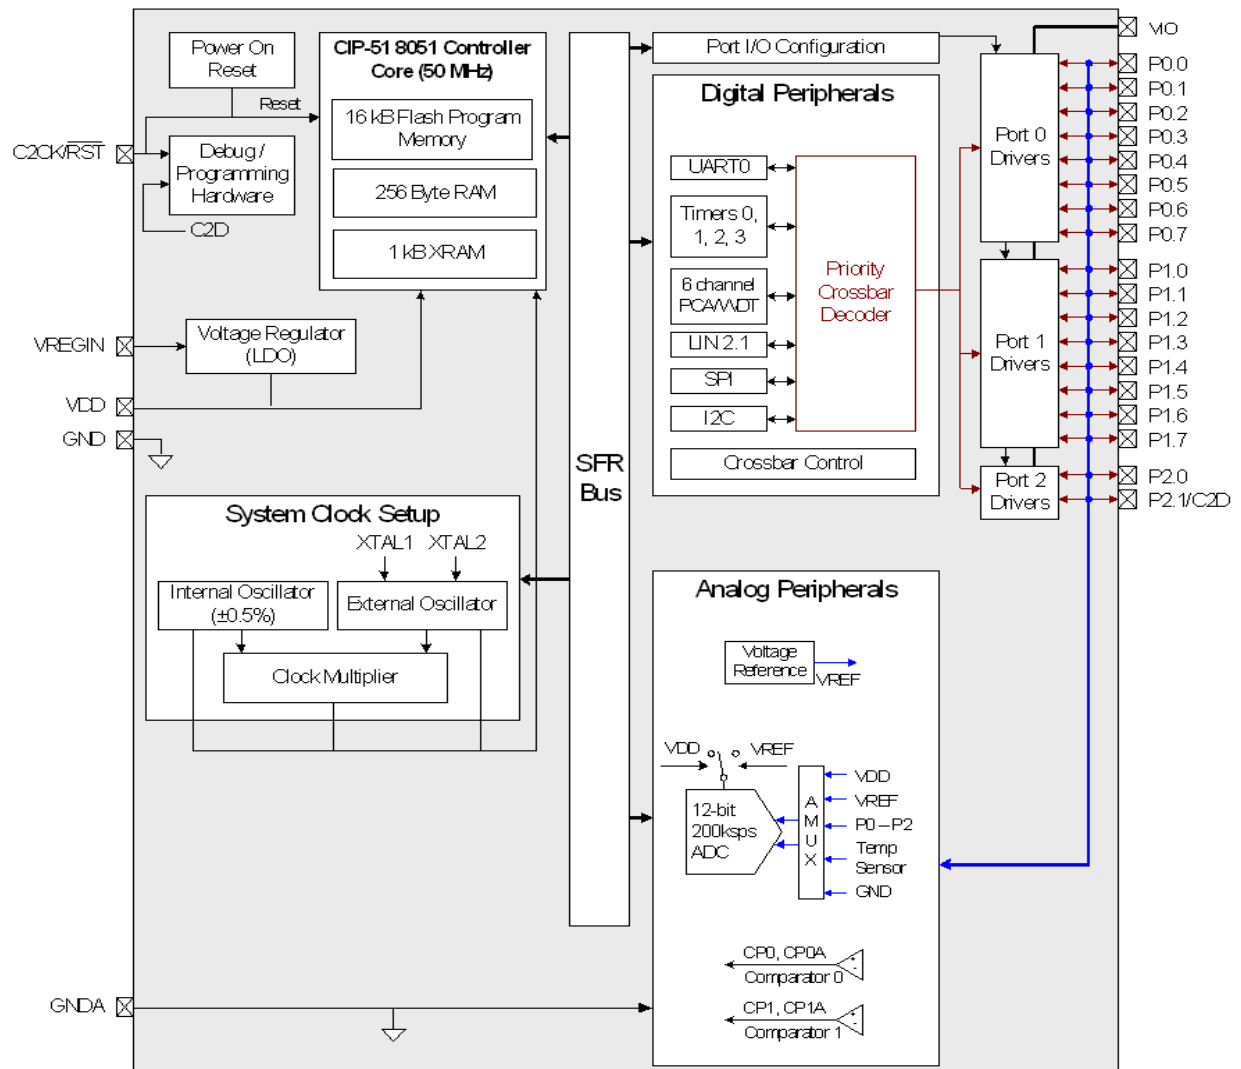 Power On
Reset
Reset
C2CK/RST
Debug /
Programming
Hardware
C2D
CIP-51 8051 Controller
Core (50 MHz)
16 kB Flash Program
Memory
256 Byte RAM
1 kB XRAM
VREGIN
Voltage Regulator
(LDO)
VDD
GND
System Clock Setup
XTAL1 XTAL2
Internal Oscillator
(±0.5%)
External Oscillator
Clock Multiplier
GNDA
SFR
Bus
Port I/O Configuration
Digital Peripherals
UART0
Timers 0,
1, 2, 3
6 channel
PCA/WDT
LIN 2.1
SPI
I2C
Priority
Crossbar
Decoder
Crossbar Control
Port 0
Drivers
Port 1
Drivers
Port 2
Drivers
VIO
P0.0
P0.1
P0.2
P0.3
P0.4
P0.5
P0.6
P0.7
P1.0
P1.1
P1.2
P1.3
P1.4
P1.5
P1.6
P1.7
P2.0
P2.1/C2D
Analog Peripherals
Voltage
Reference
VREF
VDD VREF
12-bit
200ksps
ADC
A
M
U
X
VDD
VREF
P0 – P2
Temp
Sensor
GND
CP0, CP0A
+
-
Comparator 0
CP1, CP1A
+
-
Comparator 1